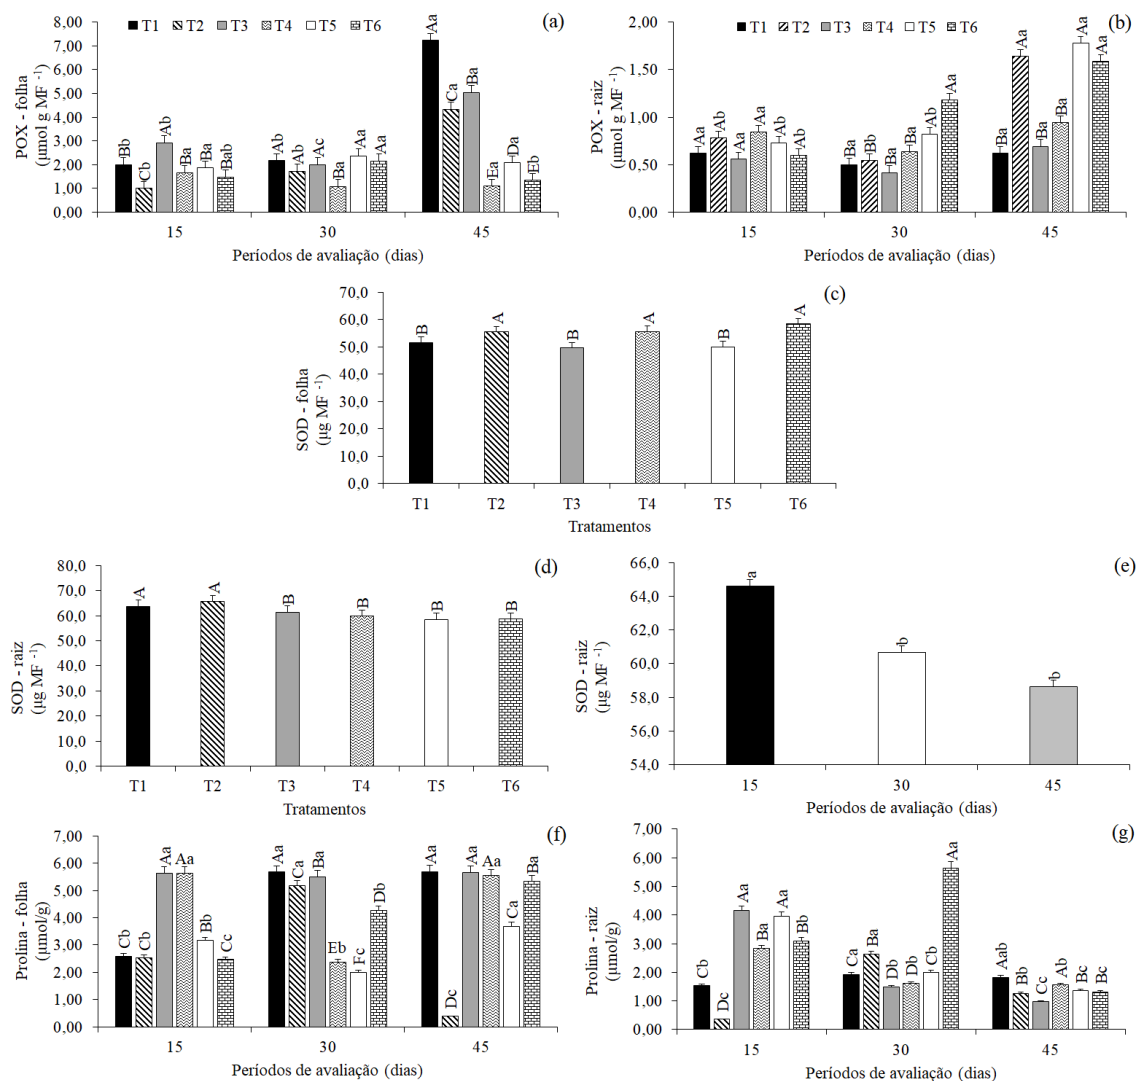 (a)
T1 T2 T3 T4 T5 T6
POX - folha
(µmol g MF ⁻¹)
8,00
7,00
6,00
5,00
4,00
3,00
2,00
1,00
0,00
Bb Cb Ab Ba Ba Bab
Ab Ab Ac Ba Aa Aa
Aa Ca Ba Ea Da Eb
15 30 45
Períodos de avaliação (dias)
(b)
T1 T2 T3 T4 T5 T6
POX - raiz
(µmol g MF ⁻¹)
2,00
1,50
1,00
0,50
0,00
Aa Ab Aa Aa Ab Ab
Ba Bb Ba Ba Ab Aa
Ba Aa Ba Ba Aa Aa
15 30 45
Períodos de avaliação (dias)
(c)
SOD - folha
(µg MF ⁻¹)
70,0
60,0
50,0
40,0
30,0
20,0
10,0
0,0
B A B A B A
T1 T2 T3 T4 T5 T6
Tratamentos
(d)
SOD - raiz
(µg MF ⁻¹)
80,0
70,0
60,0
50,0
40,0
30,0
20,0
10,0
0,0
A A B B B B
T1 T2 T3 T4 T5 T6
Tratamentos
(e)
SOD - raiz
(µg MF ⁻¹)
66,0
64,0
62,0
60,0
58,0
56,0
54,0
a b b
15 30 45
Períodos de avaliação (dias)
(f)
Prolina - folha
(µmol/g)
7,00
6,00
5,00
4,00
3,00
2,00
1,00
0,00
Cb Cb Aa Aa Bb Cc
Aa Ca Ba Eb Fc Db
Aa Dc Aa Aa Ca Ba
15 30 45
Períodos de avaliação (dias)
(g)
Prolina - raiz
(µmol/g)
7,00
6,00
5,00
4,00
3,00
2,00
1,00
0,00
Cb Dc Aa Ba Aa Bb
Ca Ba Db Db Cb Aa
Aab Bb Cc Ab Bc Bc
15 30 45
Períodos de avaliação (dias)